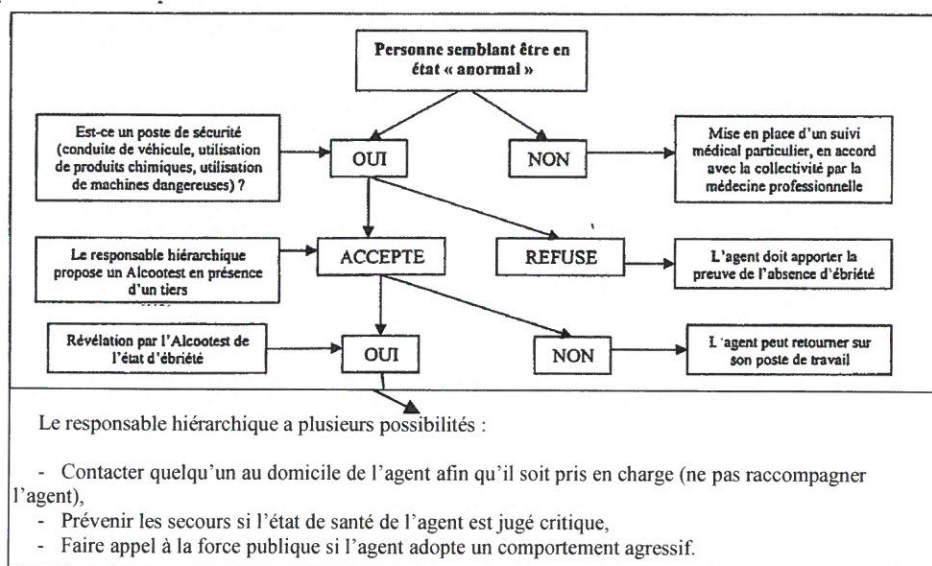 Personne semblant être en
état « anormal »
Est-ce un poste de sécurité
(conduite de véhicule, utilisation
de produits chimiques, utilisation
de machines dangereuses) ?
OUI
NON
Mise en place d'un suivi
médical particulier, en accord
avec la collectivité par la
médecine professionnelle
Le responsable hiérarchique
propose un Alcootest en présence
d'un tiers
ACCEPTE
REFUSE
L'agent doit apporter la
preuve de l'absence d'ébriété
Révélation par l'Alcootest de
l'état d'ébriété
OUI
NON
L'agent peut retourner sur
son poste de travail
Le responsable hiérarchique a plusieurs possibilités :
- Contacter quelqu'un au domicile de l'agent afin qu'il soit pris en charge (ne pas raccompagner
l'agent),
- Prévenir les secours si l'état de santé de l'agent est jugé critique,
- Faire appel à la force publique si l'agent adopte un comportement agressif.